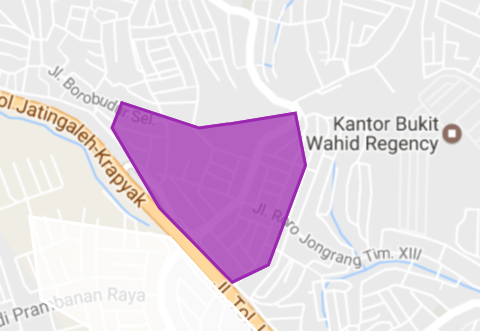 Jl. Borobudur Sel.
ol Jatingaleh-Krapyak
Kantor Bukit
Wahid Regency
Jl. Roro Jongrang Tim. XIII
di Prambanan Raya
Jl. Tol J